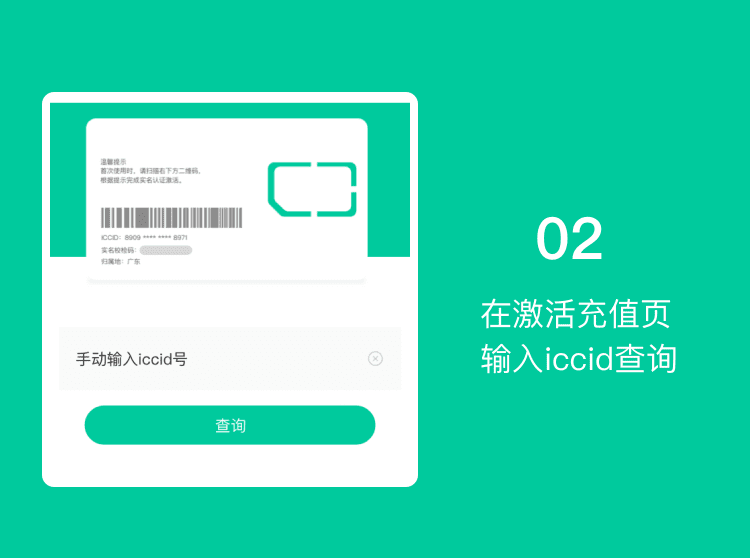 温馨提示
首次使用时，请扫描右下方二维码，
根据提示完成实名认证激活。
ICCID：8909 **** **** 8971
实名校检码：
归属地：广东
手动输入iccid号
查询
02
在激活充值页
输入iccid查询